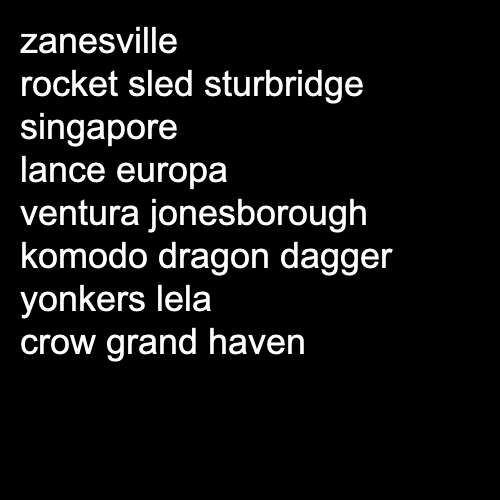 zanesville
rocket sled sturbridge
singapore
lance europa
ventura jonesborough
komodo dragon dagger
yonkers lela
crow grand haven